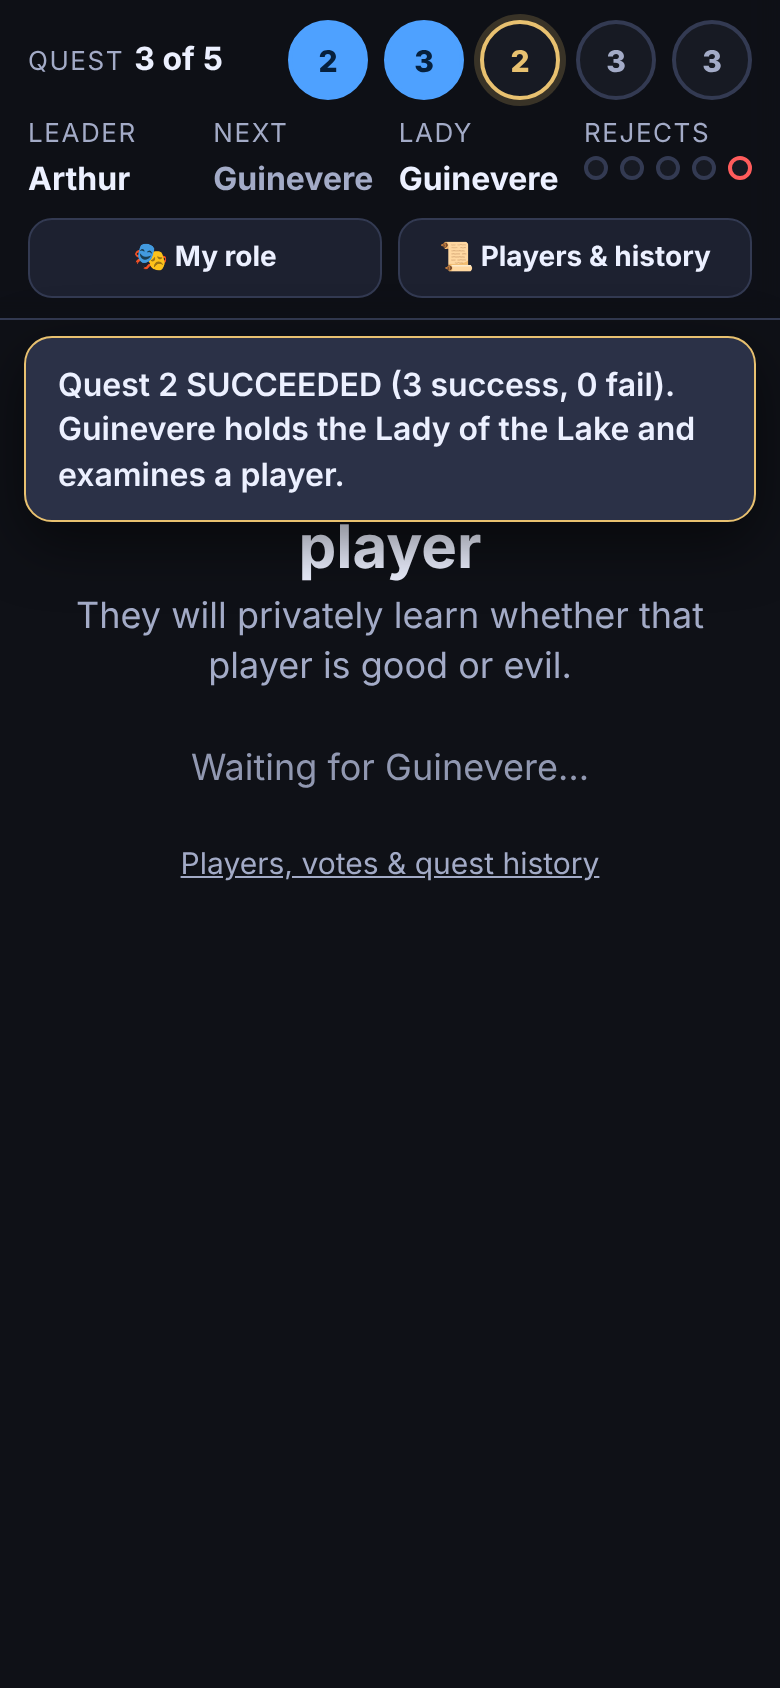 QUEST 3 of 5 2 3 2 3 3
LEADER NEXT LADY REJECTS
Arthur Guinevere Guinevere
🎭 My role 📜 Players & history
Quest 2 SUCCEEDED (3 success, 0 fail).
Guinevere holds the Lady of the Lake and
examines a player.
player
They will privately learn whether that
player is good or evil.
Waiting for Guinevere...
Players, votes & quest history